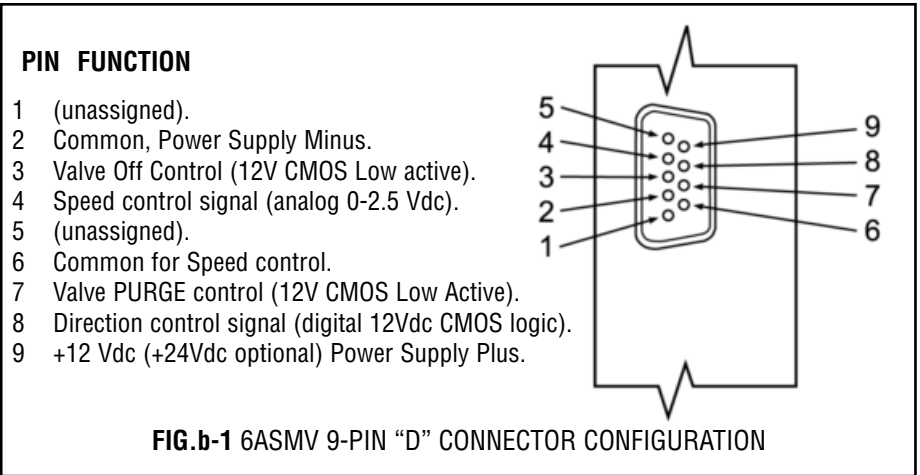 PIN FUNCTION
1 (unassigned).
2 Common, Power Supply Minus.
3 Valve Off Control (12V CMOS Low active).
4 Speed control signal (analog 0-2.5 Vdc).
5 (unassigned).
6 Common for Speed control.
7 Valve PURGE control (12V CMOS Low Active).
8 Direction control signal (digital 12Vdc CMOS logic).
9 +12 Vdc (+24Vdc optional) Power Supply Plus.
5
4
3
2
1
9
8
7
6
FIG.b-1 6ASMV 9-PIN “D” CONNECTOR CONFIGURATION